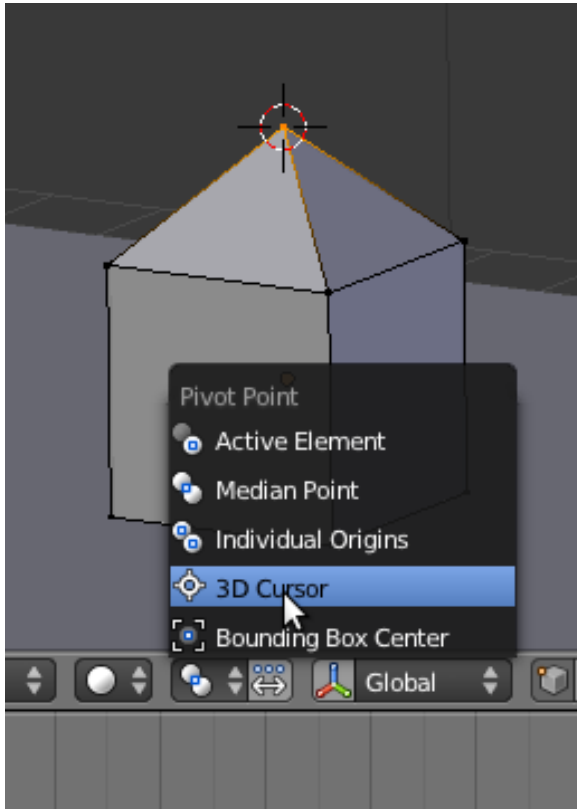 Pivot Point
Active Element
Median Point
Individual Origins
3D Cursor
Bounding Box Center
Global